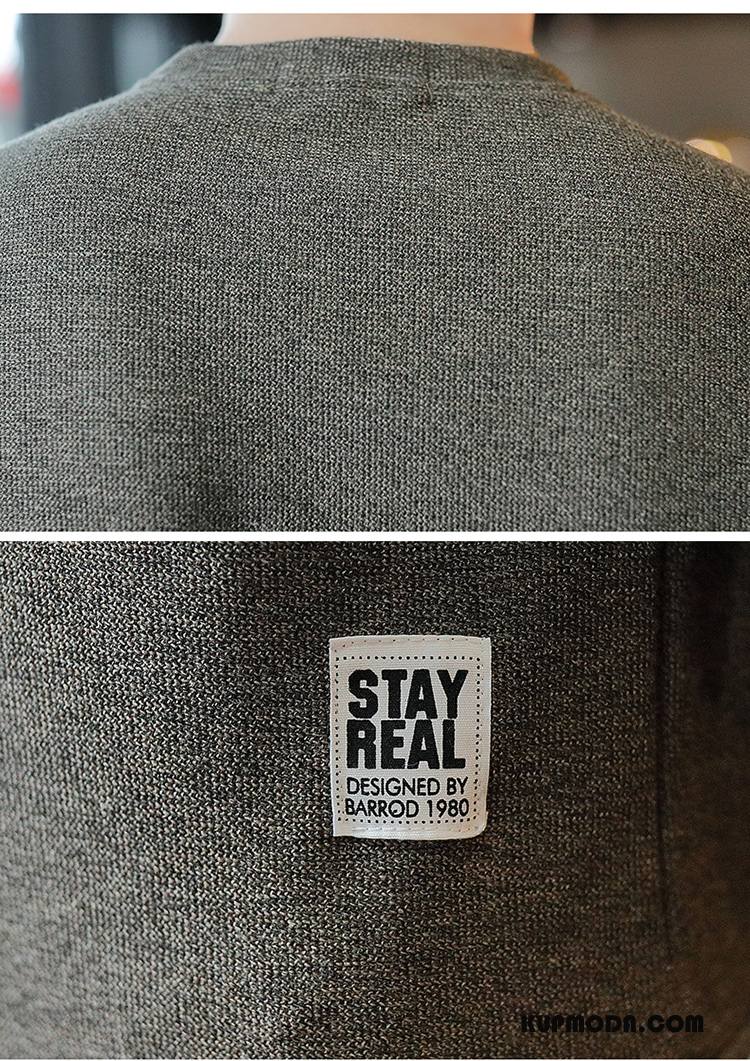 STAY
REAL
DESIGNED BY
BARROD 1980
KUPMODA.COM